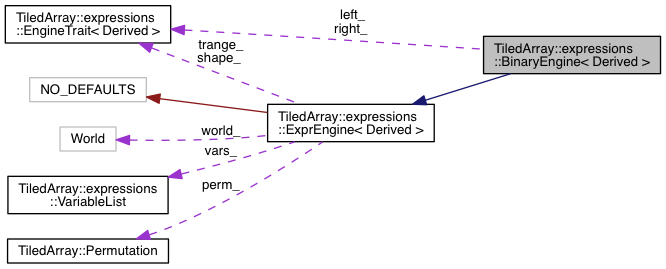 TiledArray::expressions
::EngineTrait< Derived >
left_
right_
TiledArray::expressions
::BinaryEngine< Derived >
trange_
shape_
NO_DEFAULTS
TiledArray::expressions
::ExprEngine< Derived >
World
world_
vars_
TiledArray::expressions
::VariableList
perm_
TiledArray::Permutation